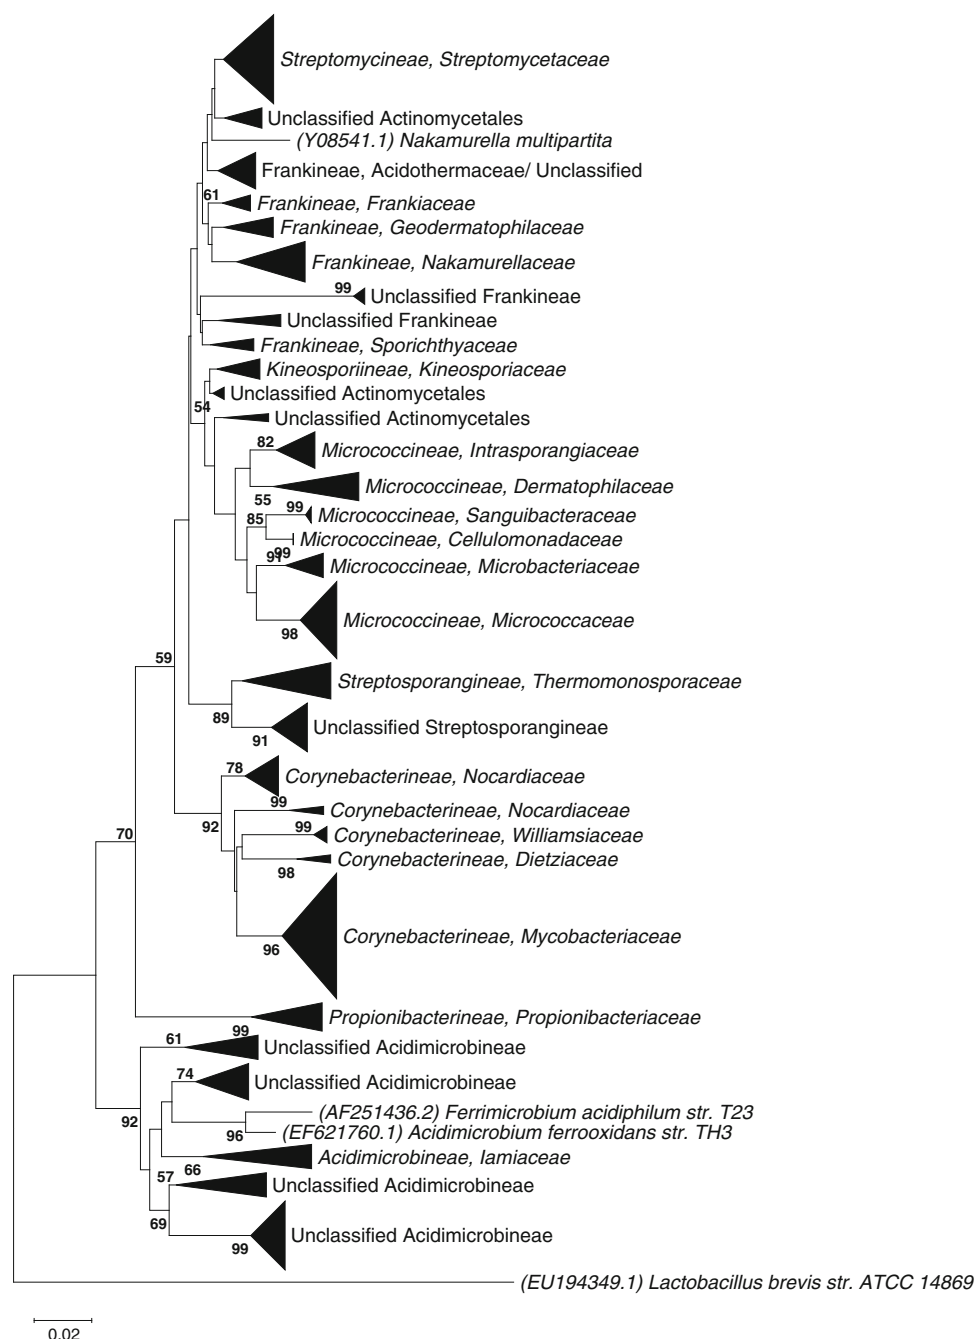 Streptomycineae, Streptomycetaceae
Unclassified Actinomycetales
(Y08541.1) Nakamurella multipartita
Frankineae, Acidothermaceae/ Unclassified
61
Frankineae, Frankiaceae
Frankineae, Geodermatophilaceae
Frankineae, Nakamurellaceae
99
Unclassified Frankineae
Unclassified Frankineae
Frankineae, Sporichthyaceae
Kineosporiineae, Kineosporiaceae
Unclassified Actinomycetales
54
Unclassified Actinomycetales
82
Micrococcineae, Intrasporangiaceae
Micrococcineae, Dermatophilaceae
55
99
Micrococcineae, Sanguibacteraceae
85
Micrococcineae, Cellulomonadaceae
99
91
Micrococcineae, Microbacteriaceae
Micrococcineae, Micrococcaceae
98
59
Streptosporangineae, Thermomonosporaceae
89
Unclassified Streptosporangineae
91
78
Corynebacterineae, Nocardiaceae
99
Corynebacterineae, Nocardiaceae
92
99
Corynebacterineae, Williamsiaceae
70
Corynebacterineae, Dietziaceae
98
Corynebacterineae, Mycobacteriaceae
96
Propionibacterineae, Propionibacteriaceae
99
61
Unclassified Acidimicrobineae
74
Unclassified Acidimicrobineae
(AF251436.2) Ferrimicrobium acidiphilum str. T23
92
96
(EF621760.1) Acidimicrobium ferrooxidans str. TH3
Acidimicrobineae, Iamiaceae
66
57
Unclassified Acidimicrobineae
69
Unclassified Acidimicrobineae
99
(EU194349.1) Lactobacillus brevis str. ATCC 14869
0.02